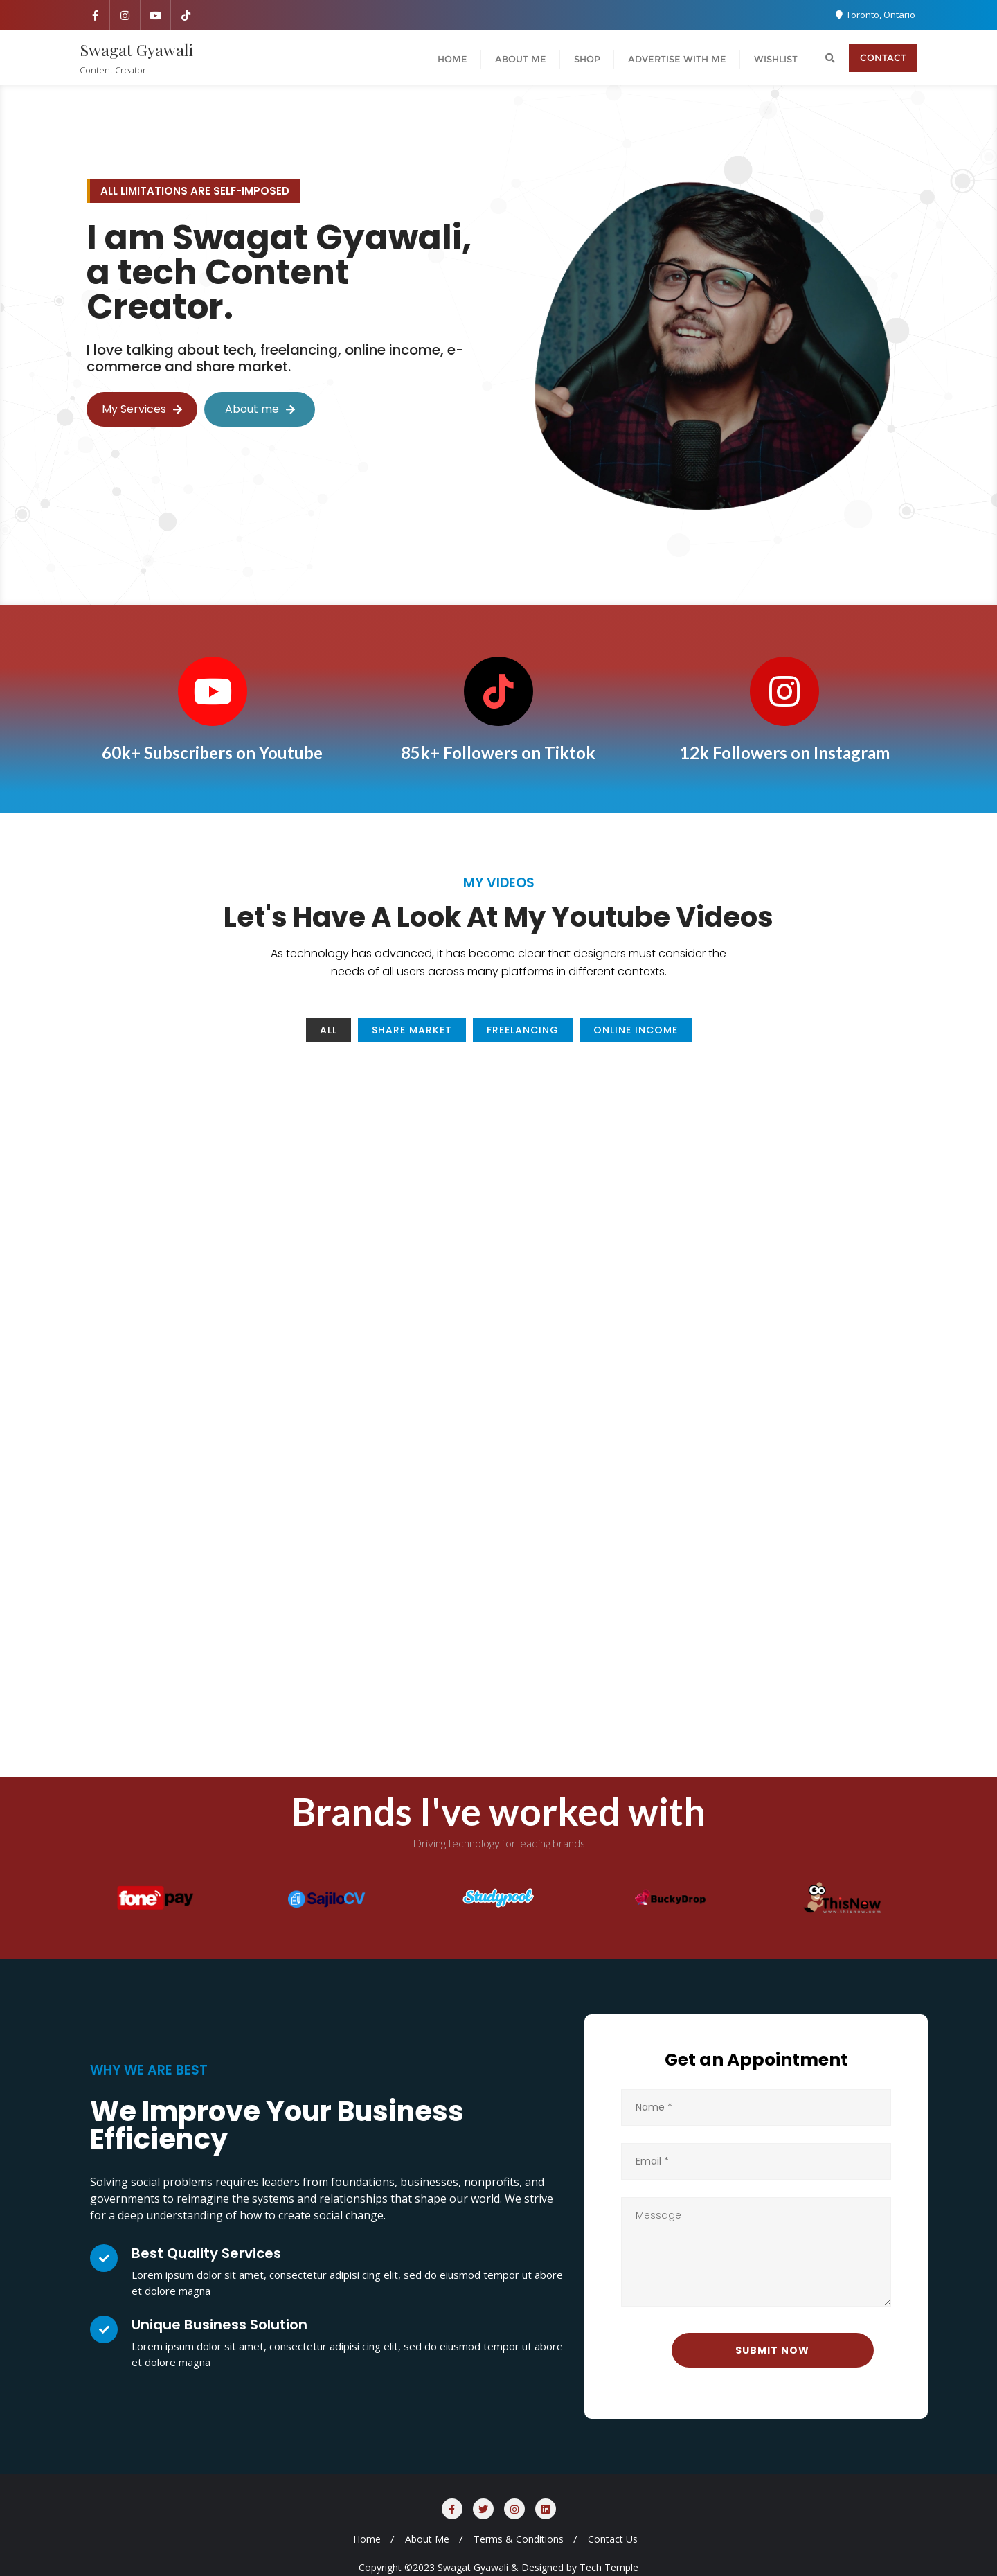 Toronto, Ontario
Swagat Gyawali
Content Creator
HOME
ABOUT ME
SHOP
ADVERTISE WITH ME
WISHLIST
CONTACT
ALL LIMITATIONS ARE SELF-IMPOSED
I am Swagat Gyawali,
a tech Content
Creator.
I love talking about tech, freelancing, online income, e-
commerce and share market.
My Services
About me
60k+ Subscribers on Youtube
85k+ Followers on Tiktok
12k Followers on Instagram
MY VIDEOS
Let's Have A Look At My Youtube Videos
As technology has advanced, it has become clear that designers must consider the
needs of all users across many platforms in different contexts.
ALL
SHARE MARKET
FREELANCING
ONLINE INCOME
Brands I've worked with
Driving technology for leading brands
fonepay
SajiloCV
Studypool
BuckyDrop
ThisNew
www.thisnew.com
WHY WE ARE BEST
We Improve Your Business
Efficiency
Solving social problems requires leaders from foundations, businesses, nonprofits, and
governments to reimagine the systems and relationships that shape our world. We strive
for a deep understanding of how to create social change.
Best Quality Services
Lorem ipsum dolor sit amet, consectetur adipisi cing elit, sed do eiusmod tempor ut abore
et dolore magna
Unique Business Solution
Lorem ipsum dolor sit amet, consectetur adipisi cing elit, sed do eiusmod tempor ut abore
et dolore magna
Get an Appointment
Name *
Email *
Message
SUBMIT NOW
Home / About Me / Terms & Conditions / Contact Us
Copyright ©2023 Swagat Gyawali & Designed by Tech Temple